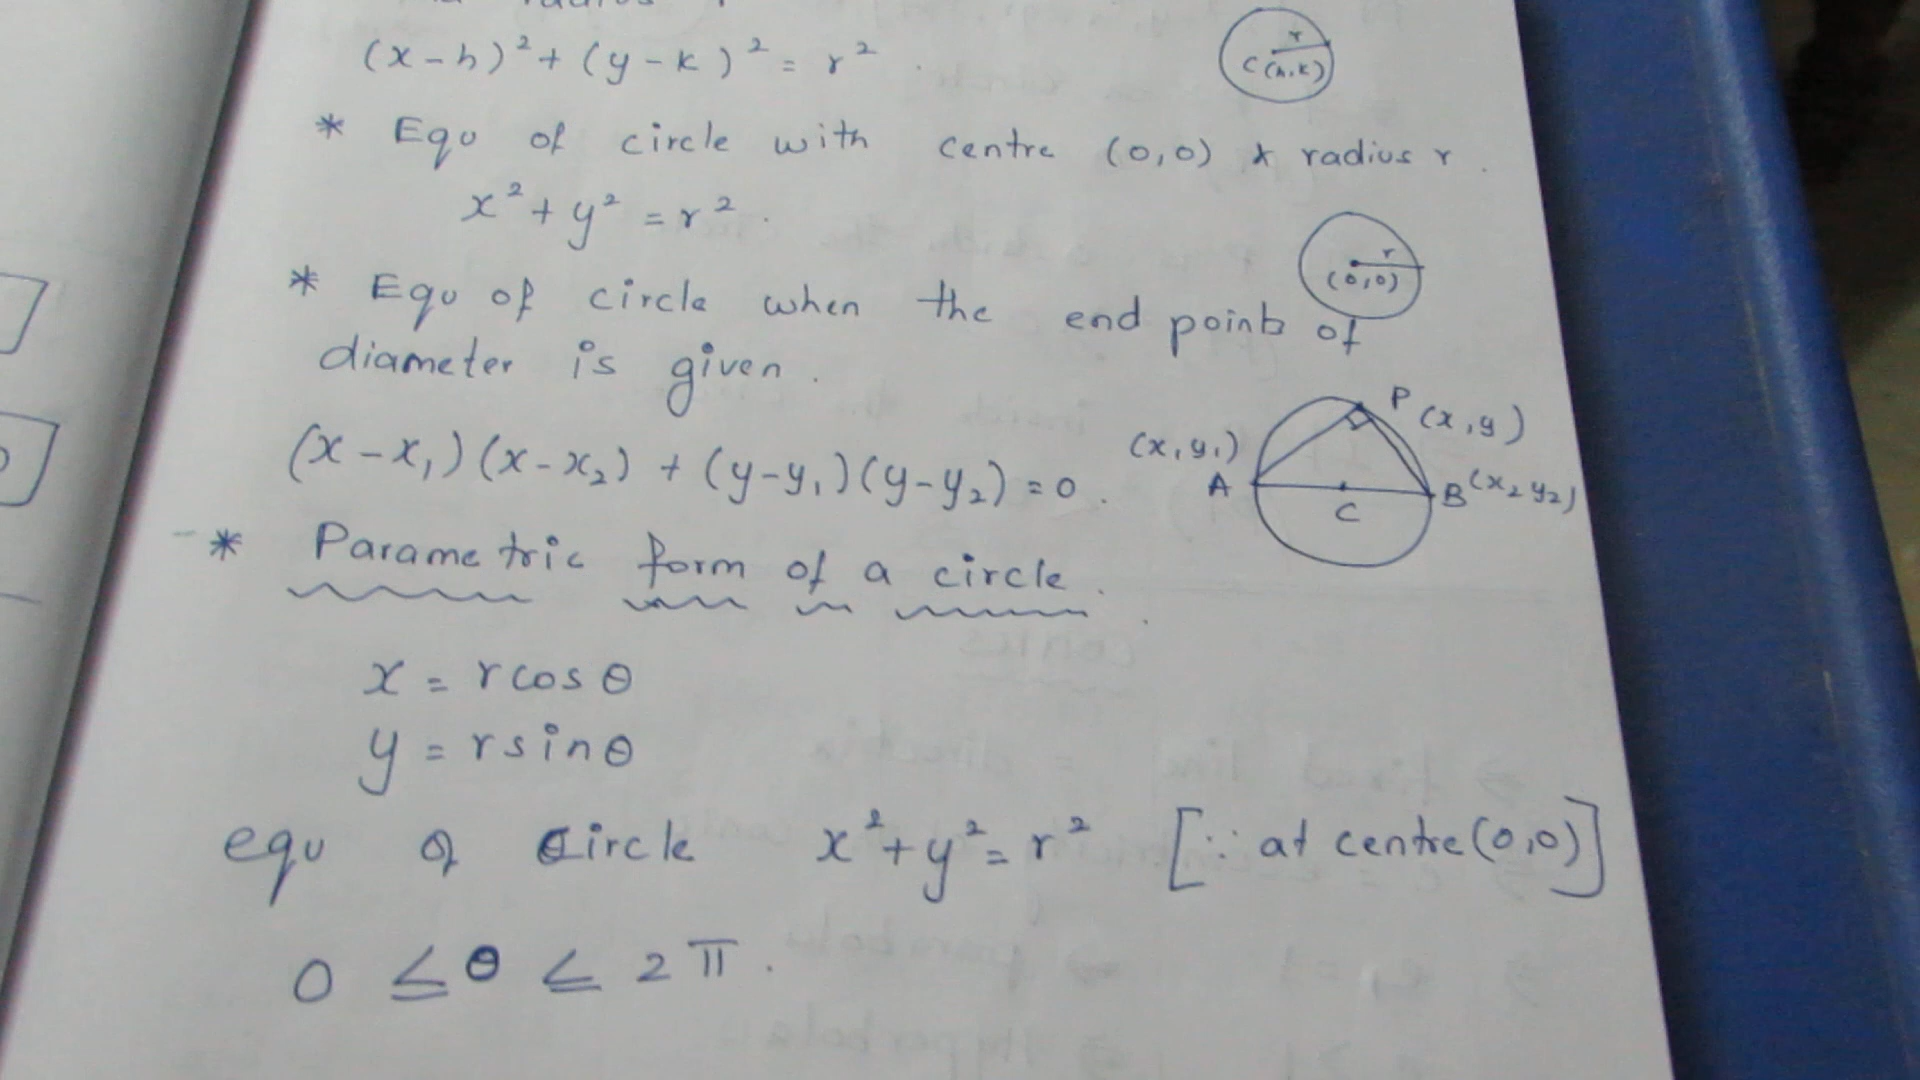 radius r
(x-h)² + (y-k)² = r² .
r
C(h,k)
* Equ of circle with centre (0,0) & radius r .
x² + y² = r² .
r
(0,0)
* Equ of circle when the end points of
diameter is given .
(x-x₁)(x-x₂) + (y-y₁)(y-y₂) = 0 .
P (x,y)
(x, y₁)
A
C
B (x₂ y₂)
* Parametric form of a circle .
x = r cos θ
y = r sin θ
equ of circle x² + y² = r² [∵ at centre (0,0)]
0 ≤ θ ≤ 2π .